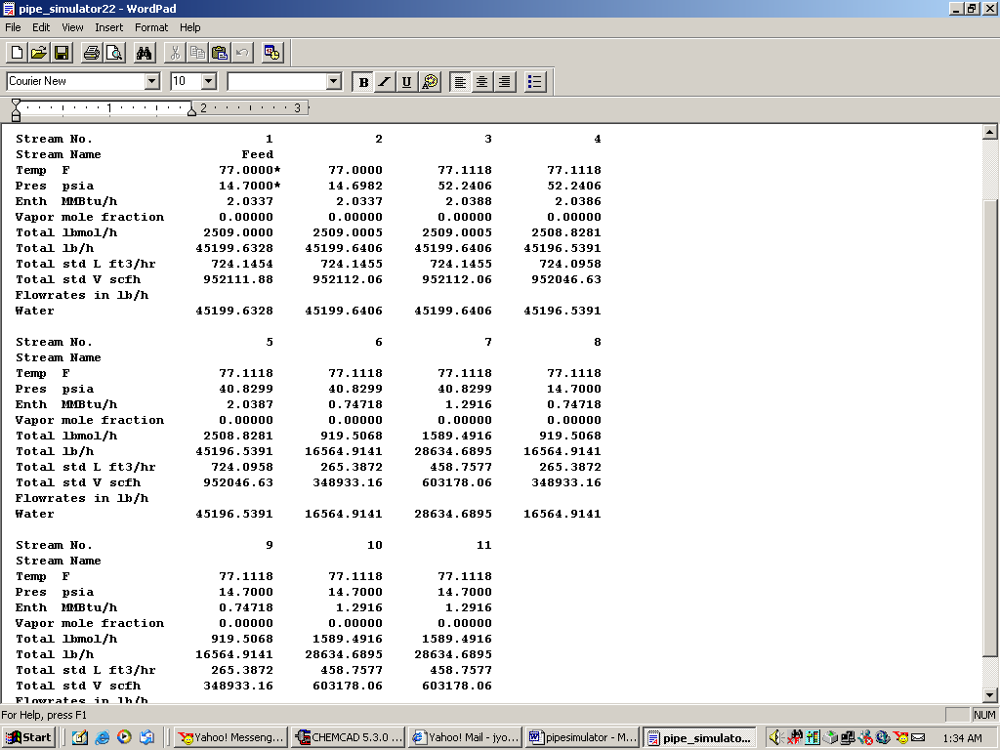 pipe_simulator22 - WordPad
File Edit View Insert Format Help
Courier New 10 B I U
1 2 3
Stream No. 1 2 3 4
Stream Name Feed
Temp F 77.0000* 77.0000 77.1118 77.1118
Pres psia 14.7000* 14.6982 52.2406 52.2406
Enth MMBtu/h 2.0337 2.0337 2.0388 2.0386
Vapor mole fraction 0.00000 0.00000 0.00000 0.00000
Total lbmol/h 2509.0000 2509.0005 2509.0005 2508.8281
Total lb/h 45199.6328 45199.6406 45199.6406 45196.5391
Total std L ft3/hr 724.1454 724.1455 724.1455 724.0958
Total std V scfh 952111.88 952112.06 952112.06 952046.63
Flowrates in lb/h
Water 45199.6328 45199.6406 45199.6406 45196.5391
Stream No. 5 6 7 8
Stream Name
Temp F 77.1118 77.1118 77.1118 77.1118
Pres psia 40.8299 40.8299 40.8299 14.7000
Enth MMBtu/h 2.0387 0.74718 1.2916 0.74718
Vapor mole fraction 0.00000 0.00000 0.00000 0.00000
Total lbmol/h 2508.8281 919.5068 1589.4916 919.5068
Total lb/h 45196.5391 16564.9141 28634.6895 16564.9141
Total std L ft3/hr 724.0958 265.3872 458.7577 265.3872
Total std V scfh 952046.63 348933.16 603178.06 348933.16
Flowrates in lb/h
Water 45196.5391 16564.9141 28634.6895 16564.9141
Stream No. 9 10 11
Stream Name
Temp F 77.1118 77.1118 77.1118
Pres psia 14.7000 14.7000 14.7000
Enth MMBtu/h 0.74718 1.2916 1.2916
Vapor mole fraction 0.00000 0.00000 0.00000
Total lbmol/h 919.5068 1589.4916 1589.4916
Total lb/h 16564.9141 28634.6895 28634.6895
Total std L ft3/hr 265.3872 458.7577 458.7577
Total std V scfh 348933.16 603178.06 603178.06
Flowrates in lb/h
For Help, press F1 NUM
Start Yahoo! Messeng... CHEMCAD 5.3.0 ... Yahoo! Mail - jyo... pipesimulator - M... pipe_simulato... 1:34 AM